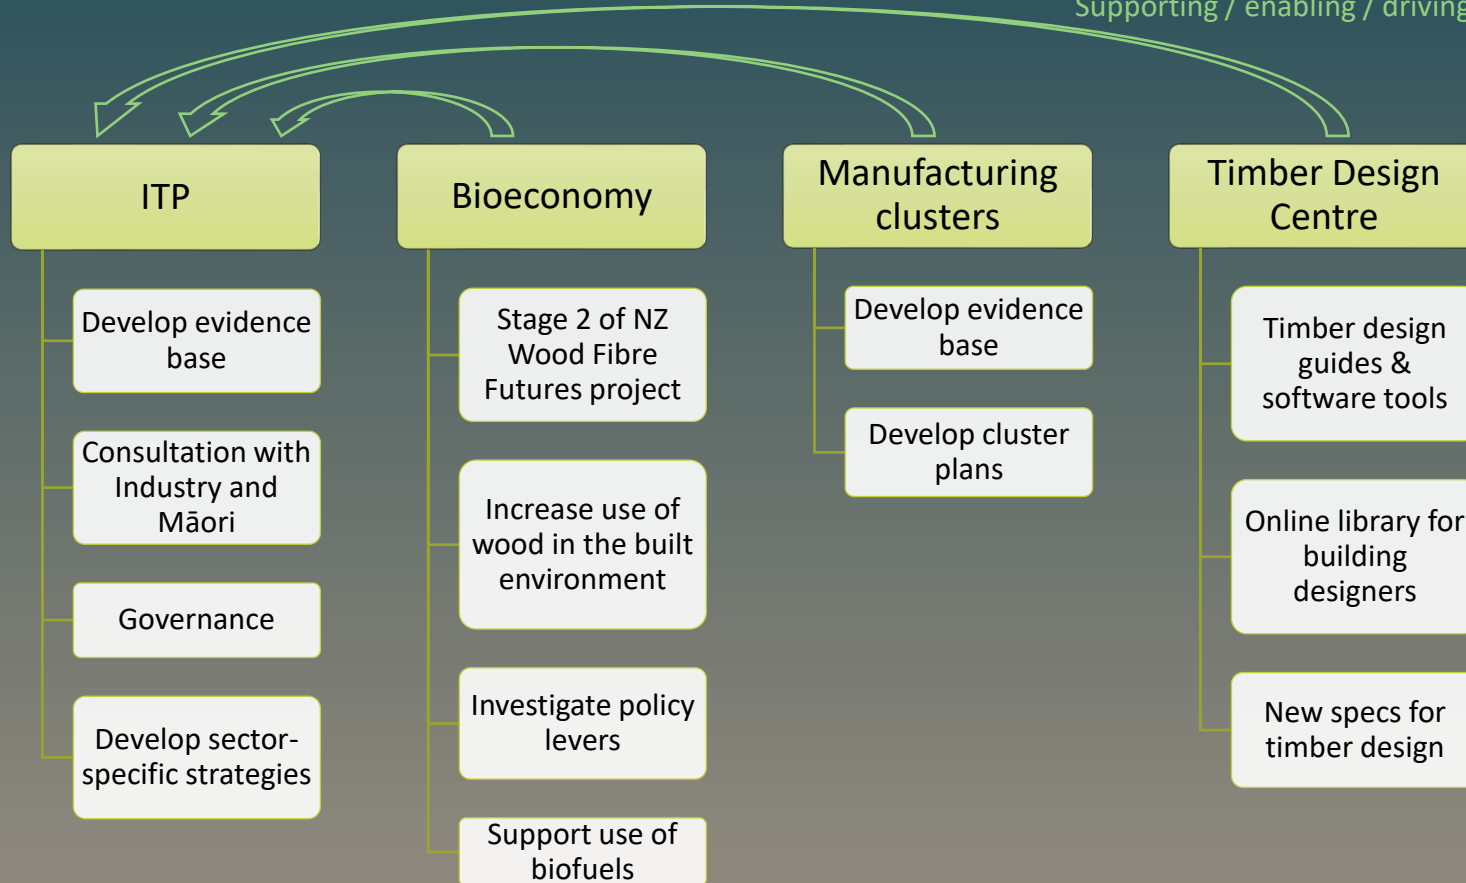 Supporting / enabling / driving
ITP
Develop evidence
base
Consultation with
Industry and
Māori
Governance
Develop sector-
specific strategies
Bioeconomy
Stage 2 of NZ
Wood Fibre
Futures project
Increase use of
wood in the built
environment
Investigate policy
levers
Support use of
biofuels
Manufacturing
clusters
Develop evidence
base
Develop cluster
plans
Timber Design
Centre
Timber design
guides &
software tools
Online library for
building
designers
New specs for
timber design